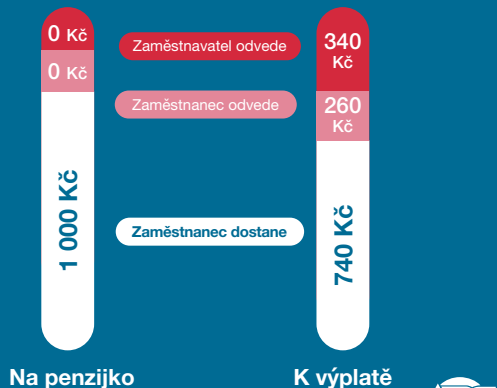 0 Kč
0 Kč
1 000 Kč
Na penzijko
Zaměstnavatel odvede
Zaměstnanec odvede
Zaměstnanec dostane
340
Kč
260
Kč
740 Kč
K výplatě